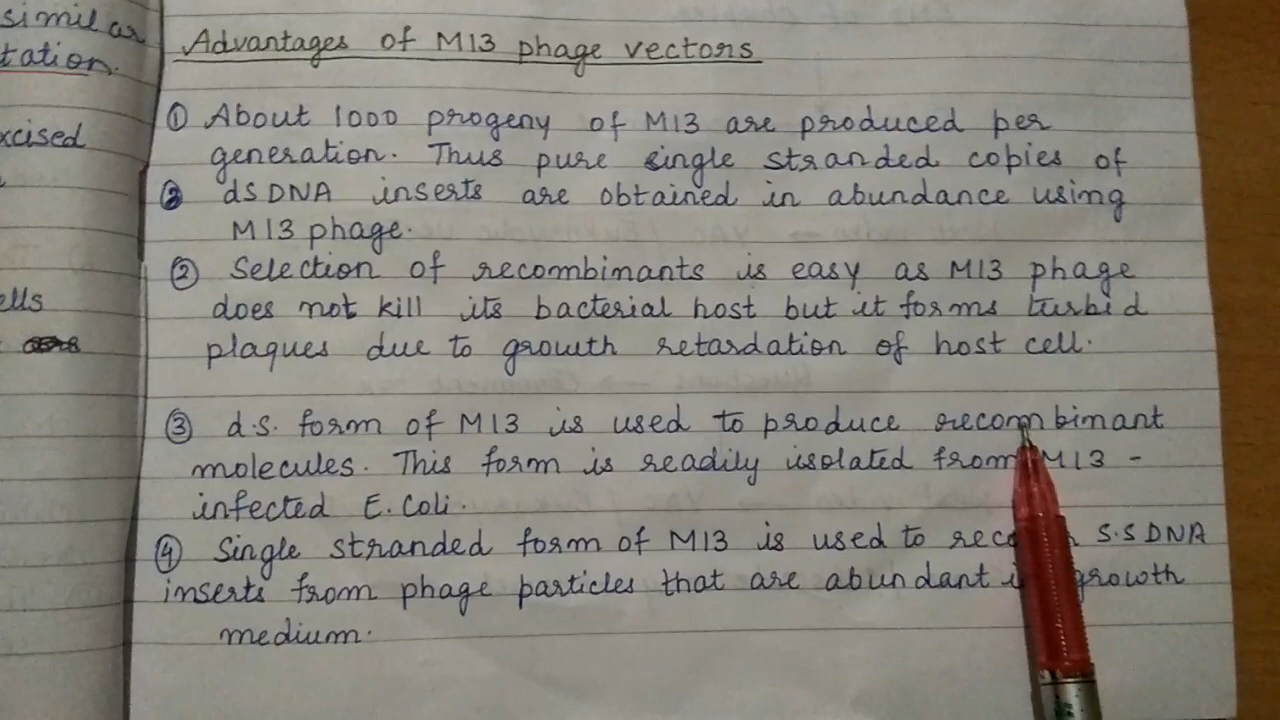 similar
tation.
xcised
ells
Advantages of M13 phage vectors
① About 1000 progeny of M13 are produced per
generation. Thus pure single stranded copies of
ds DNA inserts are obtained in abundance using
M13 phage.
② Selection of recombinants is easy as M13 phage
does not kill its bacterial host but it forms turbid
plaques due to growth retardation of host cell.
③ d.s. form of M13 is used to produce recombinant
molecules. This form is readily isolated from M13 -
infected E. Coli.
④ Single stranded form of M13 is used to S.S DNA
inserts from phage particles that are abundant growth
medium.